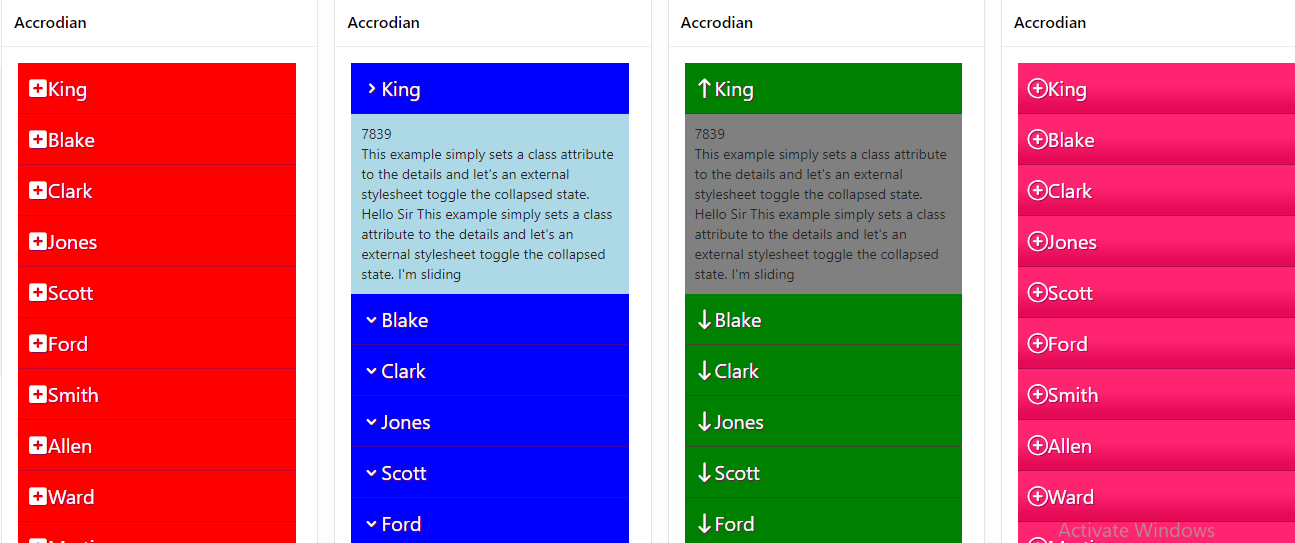 Accrodian
King
Blake
Clark
Jones
Scott
Ford
Smith
Allen
Ward
Accrodian
King
7839
This example simply sets a class attribute
to the details and let's an external
stylesheet toggle the collapsed state.
Hello Sir This example simply sets a class
attribute to the details and let's an
external stylesheet toggle the collapsed
state. I'm sliding
Blake
Clark
Jones
Scott
Ford
Accrodian
King
7839
This example simply sets a class attribute
to the details and let's an external
stylesheet toggle the collapsed state.
Hello Sir This example simply sets a class
attribute to the details and let's an
external stylesheet toggle the collapsed
state. I'm sliding
Blake
Clark
Jones
Scott
Ford
Accrodian
King
Blake
Clark
Jones
Scott
Ford
Smith
Allen
Ward
Activate Windows